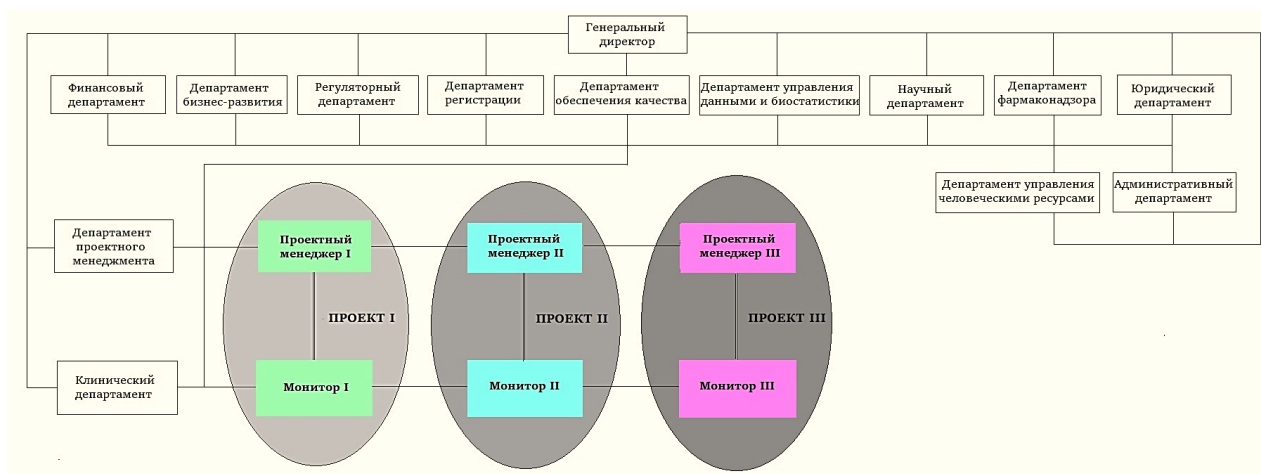 Генеральный
директор
Финансовый
департамент
Департамент
бизнес-развития
Регуляторный
департамент
Департамент
регистрации
Департамент
обеспечения качества
Департамент управления
данными и биостатистики
Научный
департамент
Департамент
фармаконадзора
Юридический
департамент
Департамент управления
человеческими ресурсами
Административный
департамент
Департамент
проектного
менеджмента
Проектный
менеджер I
Проектный
менеджер II
Проектный
менеджер III
ПРОЕКТ I
ПРОЕКТ II
ПРОЕКТ III
Клинический
департамент
Монитор I
Монитор II
Монитор III